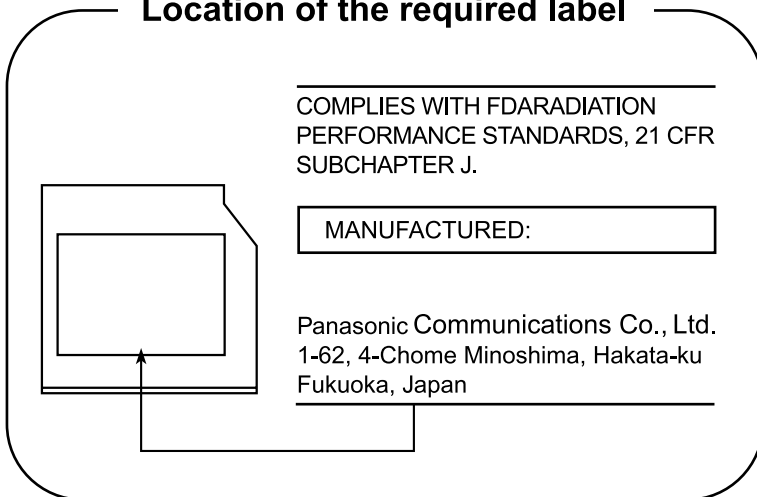 Location of the required label
COMPLIES WITH FDARADIATION
PERFORMANCE STANDARDS, 21 CFR
SUBCHAPTER J.
MANUFACTURED:
Panasonic Communications Co., Ltd.
1-62, 4-Chome Minoshima, Hakata-ku
Fukuoka, Japan